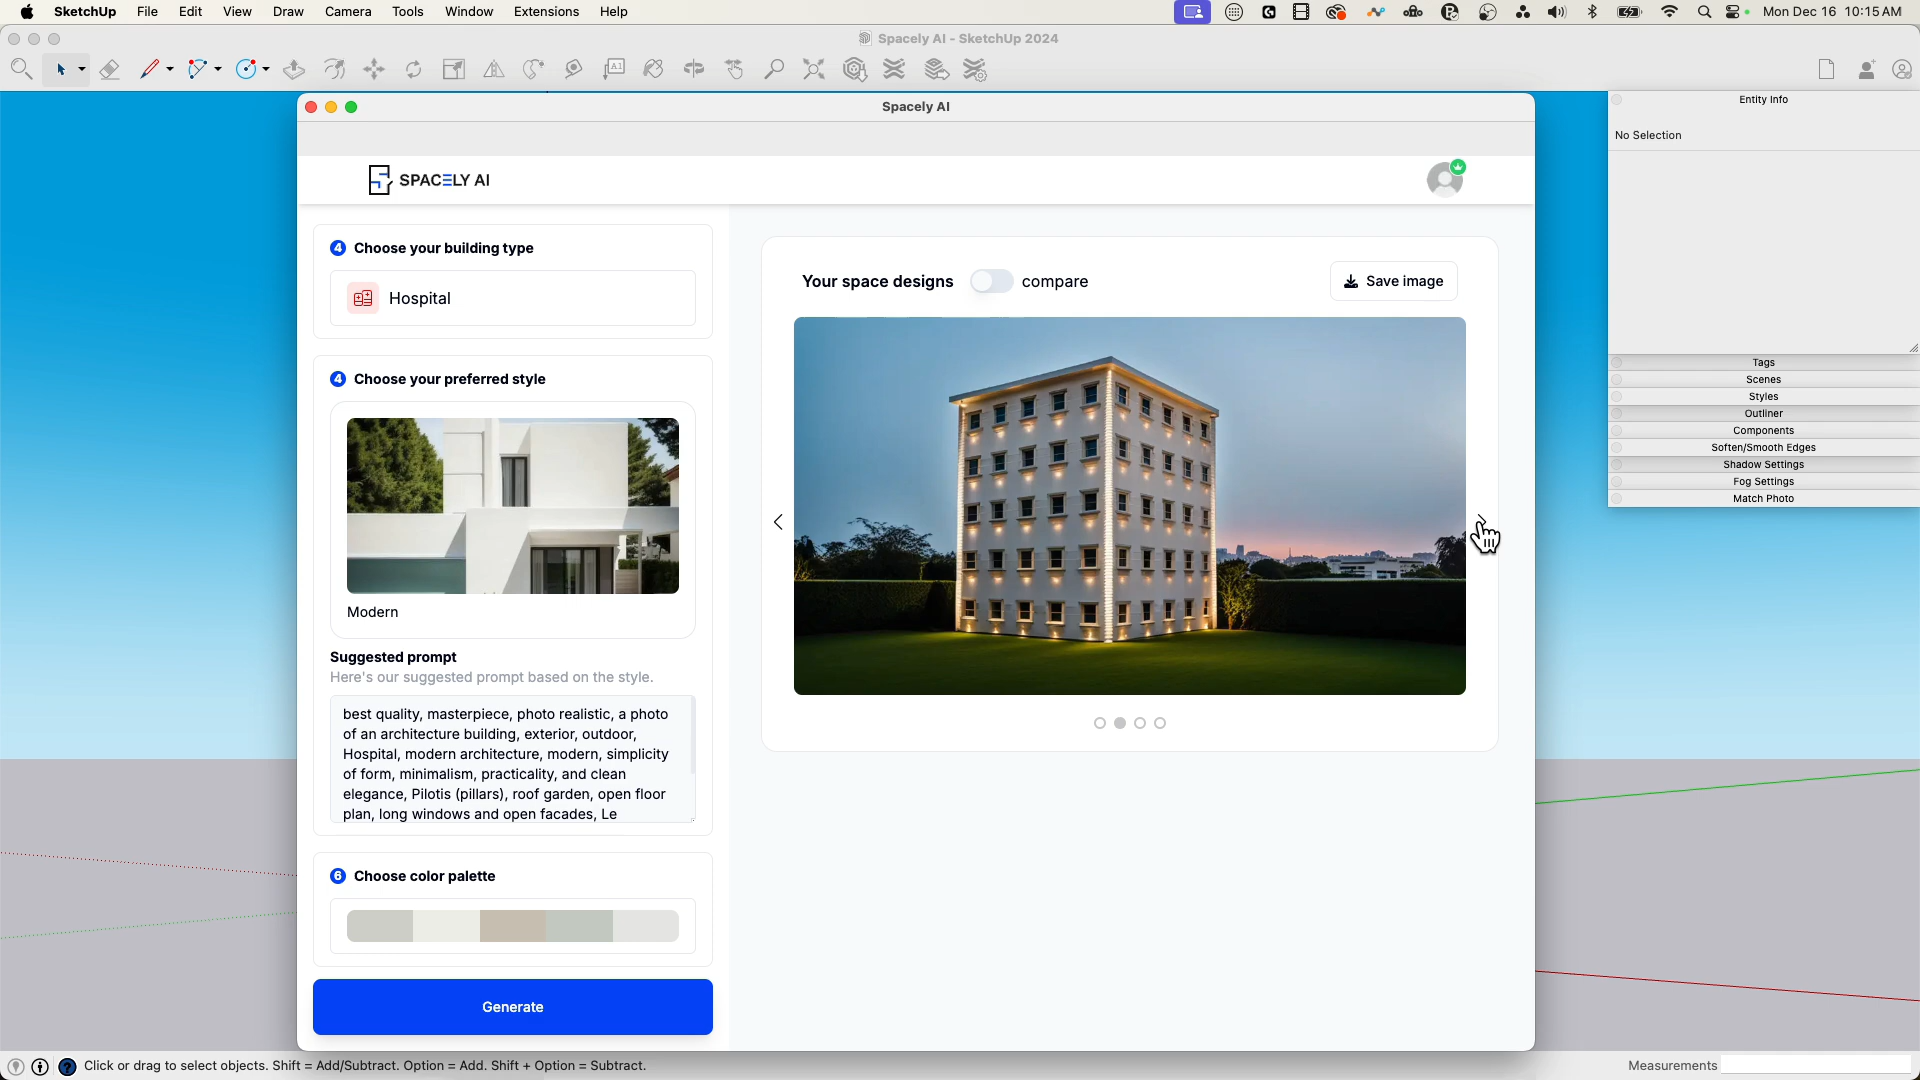 SketchUp File Edit View Draw Camera Tools Window Extensions Help Mon Dec 16 10:15 AM
Spacely AI - SketchUp 2024
A1
Spacely AI
SPACELY AI
4 Choose your building type
Hospital
4 Choose your preferred style
Modern
Suggested prompt
Here's our suggested prompt based on the style.
best quality, masterpiece, photo realistic, a photo
of an architecture building, exterior, outdoor,
Hospital, modern architecture, modern, simplicity
of form, minimalism, practicality, and clean
elegance, Pilotis (pillars), roof garden, open floor
plan, long windows and open facades, Le
6 Choose color palette
Generate
Your space designs compare Save image
Entity Info
No Selection
Tags
Scenes
Styles
Outliner
Components
Soften/Smooth Edges
Shadow Settings
Fog Settings
Match Photo
Click or drag to select objects. Shift = Add/Subtract. Option = Add. Shift + Option = Subtract.
Measurements